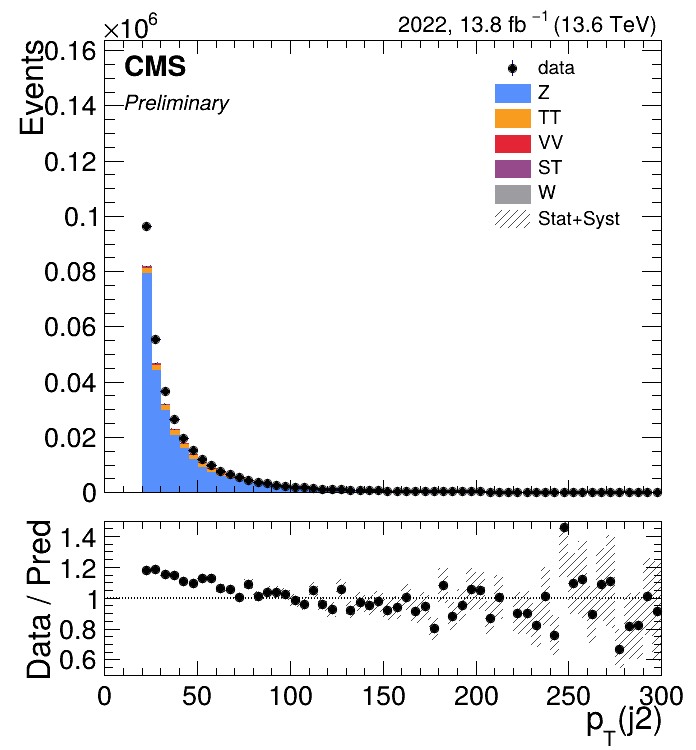 ×10^6
2022, 13.8 fb^-1 (13.6 TeV)
Events
0.16
0.14
0.12
0.1
0.08
0.06
0.04
0.02
0
CMS
Preliminary
data
Z
TT
VV
ST
W
Stat+Syst
Data / Pred
1.4
1.2
1
0.8
0.6
0 50 100 150 200 250 300
p_T(j2)